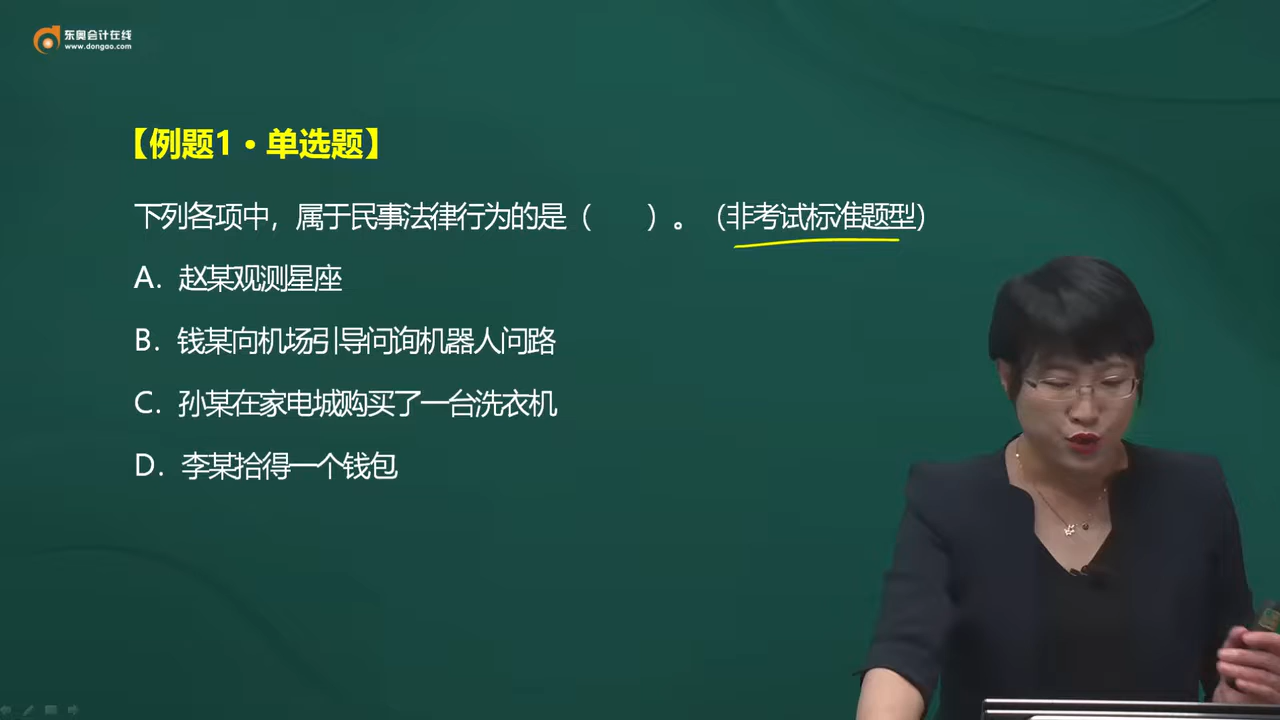 东奥会计在线
www.dongao.com
【例题1·单选题】
下列各项中，属于民事法律行为的是（　　）。（非考试标准题型）
A．赵某观测星座
B．钱某向机场引导问询机器人问路
C．孙某在家电城购买了一台洗衣机
D．李某拾得一个钱包